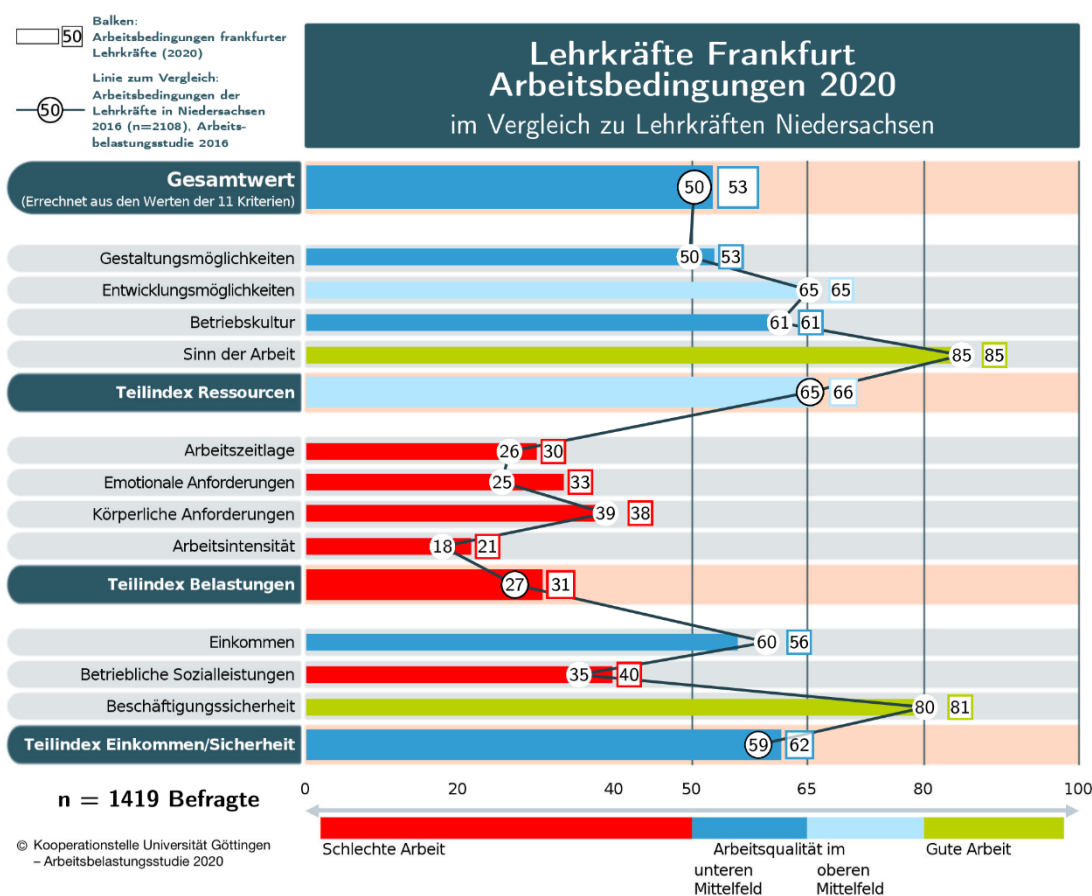 50
Balken:
Arbeitsbedingungen frankfurter
Lehrkräfte (2020)
50
Linie zum Vergleich:
Arbeitsbedingungen der
Lehrkräfte in Niedersachsen
2016 (n=2108), Arbeits-
belastungsstudie 2016
Lehrkräfte Frankfurt
Arbeitsbedingungen 2020
im Vergleich zu Lehrkräften Niedersachsen
Gesamtwert
(Errechnet aus den Werten der 11 Kriterien)
50 53
Gestaltungsmöglichkeiten 50 53
Entwicklungsmöglichkeiten 65 65
Betriebskultur 61 61
Sinn der Arbeit 85 85
Teilindex Ressourcen 65 66
Arbeitszeitlage 26 30
Emotionale Anforderungen 25 33
Körperliche Anforderungen 39 38
Arbeitsintensität 18 21
Teilindex Belastungen 27 31
Einkommen 60 56
Betriebliche Sozialleistungen 35 40
Beschäftigungssicherheit 80 81
Teilindex Einkommen/Sicherheit 59 62
n = 1419 Befragte
0 20 40 50 65 80 100
© Kooperationstelle Universität Göttingen
– Arbeitsbelastungsstudie 2020
Schlechte Arbeit
Arbeitsqualität im
unteren
Mittelfeld
oberen
Mittelfeld
Gute Arbeit